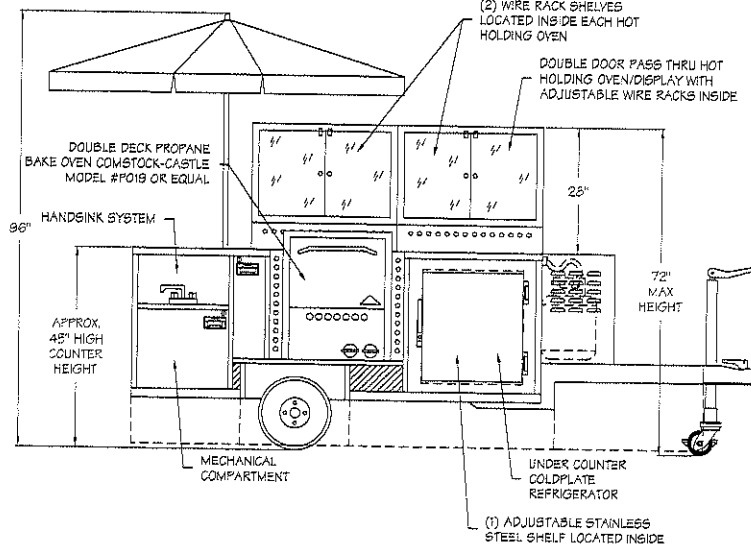 (2) WIRE RACK SHELVES
LOCATED INSIDE EACH HOT
HOLDING OVEN
DOUBLE DOOR PASS THRU HOT
HOLDING OVEN/DISPLAY WITH
ADJUSTABLE WIRE RACKS INSIDE
DOUBLE DECK PROPANE
BAKE OVEN COMSTOCK-CASTLE
MODEL #PO19 OR EQUAL
28"
96"
HANDSINK SYSTEM
72"
MAX
HEIGHT
APPROX.
45" HIGH
COUNTER
HEIGHT
MECHANICAL
COMPARTMENT
UNDER COUNTER
COLDPLATE
REFRIGERATOR
(1) ADJUSTABLE STAINLESS
STEEL SHELF LOCATED INSIDE